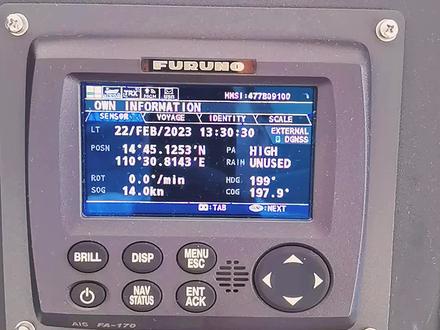 FURUNO
TRX HIGH MMSI:477809100
OWN INFORMATION
SENSOR VOYAGE IDENTITY SCALE
LT 22/FEB/2023 13:30:30 EXTERNAL
DGNSS
POSN 14°45.1253'N PA HIGH
110°30.8143'E RAIM UNUSED
ROT 0.0°/min HDG 199°
SOG 14.0kn COG 197.9°
:TAB :NEXT
BRILL DISP MENU
ESC
NAV
STATUS ENT
ACK
AIS FA-170